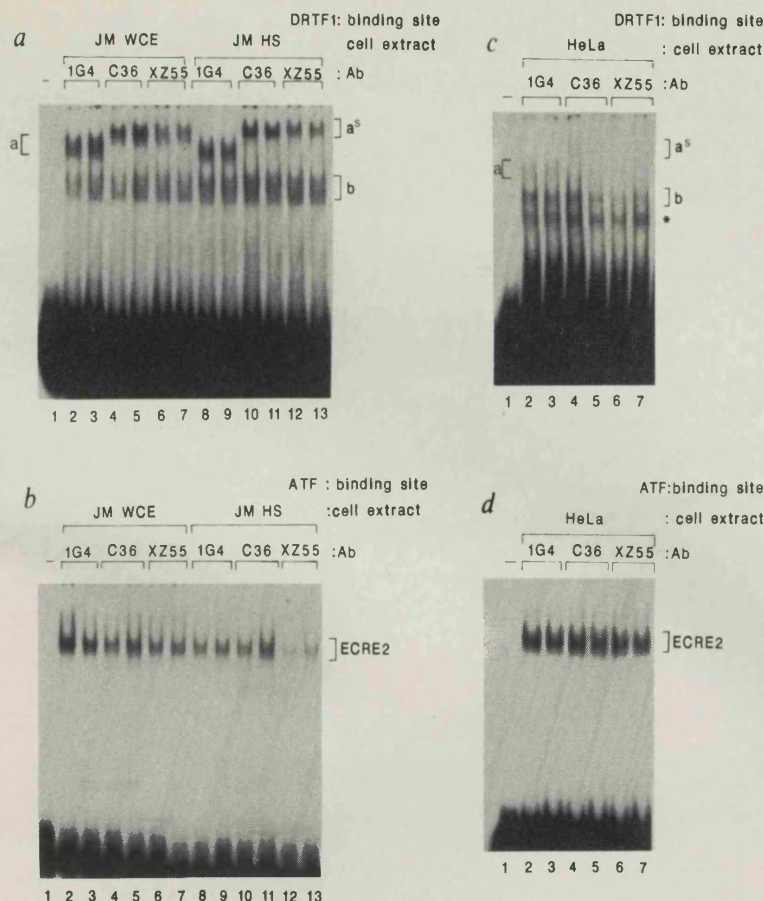 a
DRTF1: binding site
JM WCE JM HS cell extract
1G4 C36 XZ55 1G4 C36 XZ55 : Ab
–
a
aˢ
b
1 2 3 4 5 6 7 8 9 10 11 12 13
c
DRTF1: binding site
HeLa : cell extract
1G4 C36 XZ55 :Ab
–
a
aˢ
b
*
1 2 3 4 5 6 7
b
ATF : binding site
JM WCE JM HS :cell extract
1G4 C36 XZ55 1G4 C36 XZ55 :Ab
–
ECRE2
1 2 3 4 5 6 7 8 9 10 11 12 13
d
ATF:binding site
HeLa : cell extract
1G4 C36 XZ55 :Ab
–
ECRE2
1 2 3 4 5 6 7